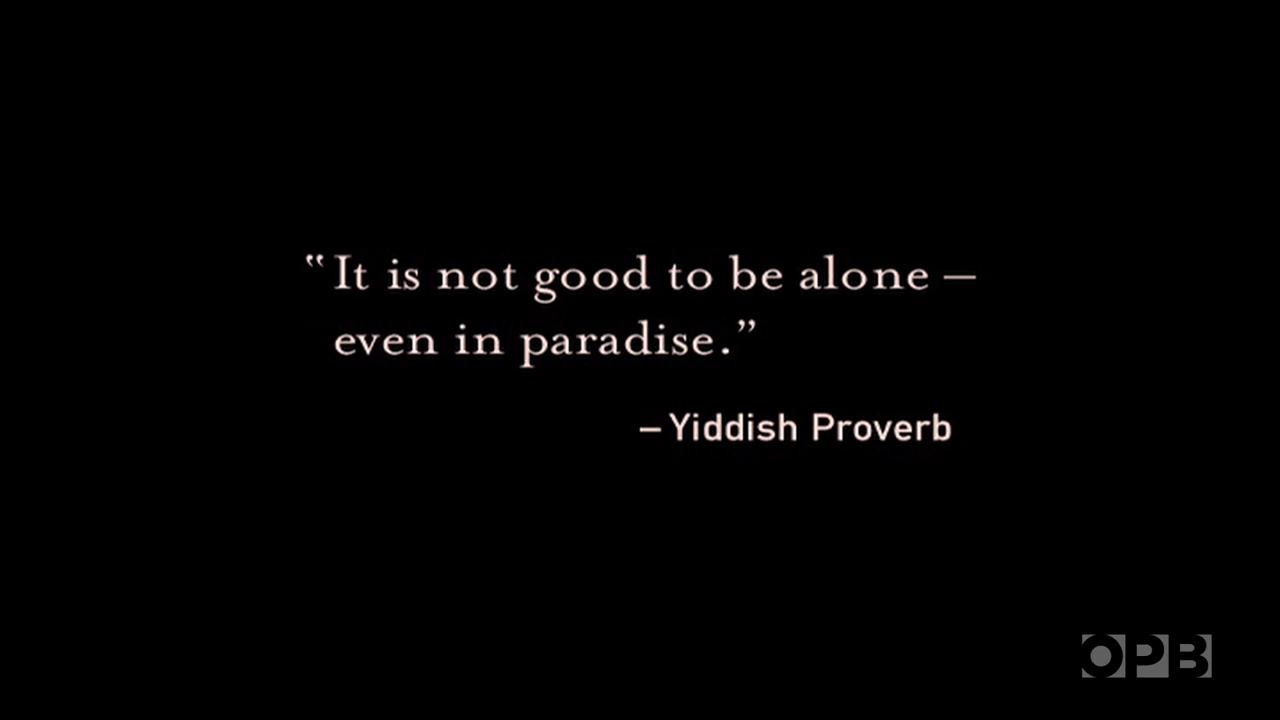 “It is not good to be alone —
even in paradise.”
– Yiddish Proverb
OPB